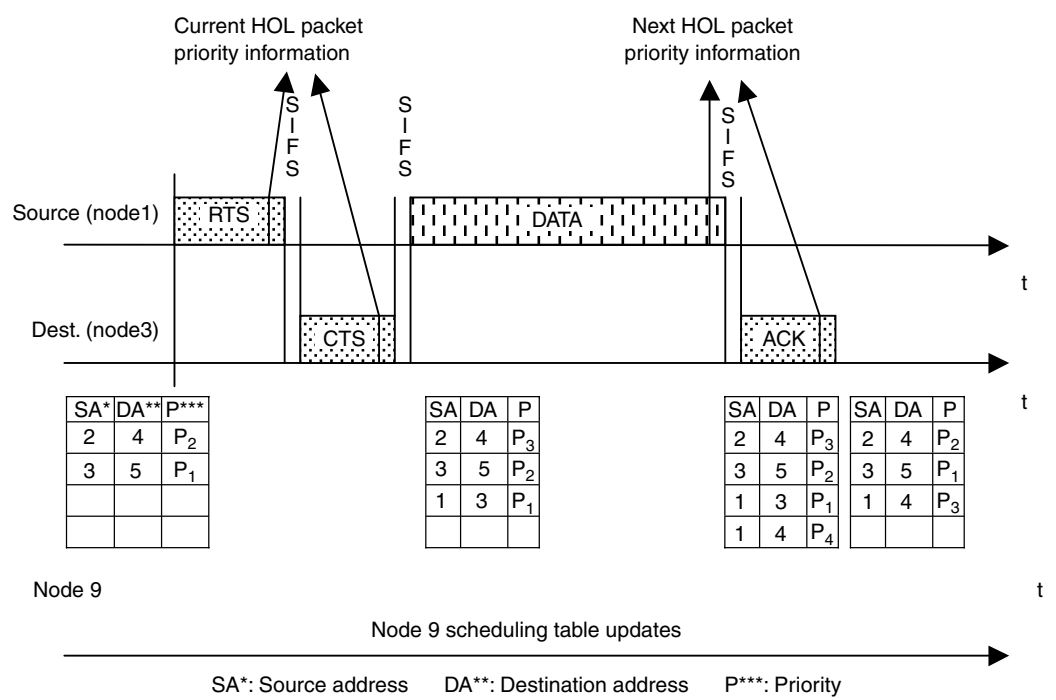 Current HOL packet
priority information
Next HOL packet
priority information
SIFS
SIFS
SIFS
Source (node1)
RTS
DATA
t
Dest. (node3)
CTS
ACK
t
SA* DA** P***
2 4 P₂
3 5 P₁
SA DA P
2 4 P₃
3 5 P₂
1 3 P₁
SA DA P
2 4 P₃
3 5 P₂
1 3 P₁
1 4 P₄
SA DA P
2 4 P₂
3 5 P₁
1 4 P₃
Node 9
t
Node 9 scheduling table updates
SA*: Source address DA**: Destination address P***: Priority